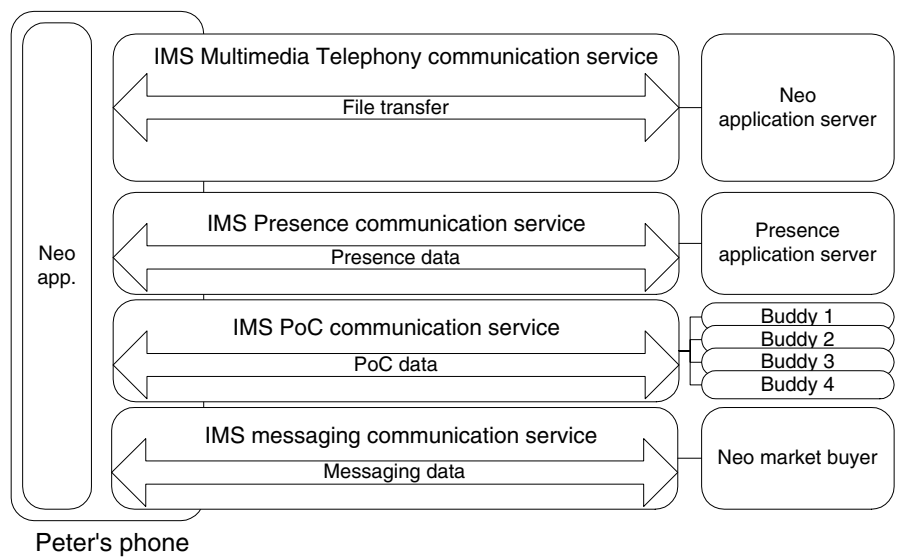 IMS Multimedia Telephony communication service
File transfer
Neo
application server
IMS Presence communication service
Presence data
Presence
application server
Neo
app.
IMS PoC communication service
PoC data
Buddy 1
Buddy 2
Buddy 3
Buddy 4
IMS messaging communication service
Messaging data
Neo market buyer
Peter's phone